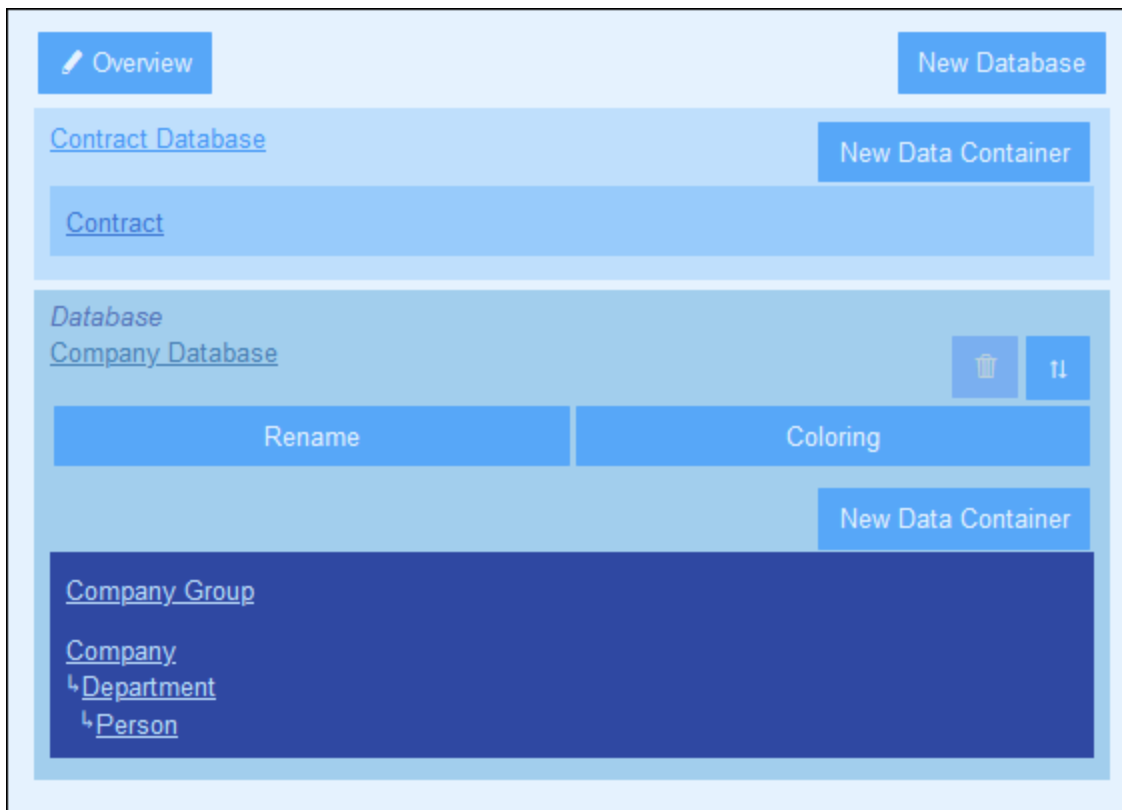 Overview
New Database
Contract Database
New Data Container
Contract
Database
Company Database
Rename
Coloring
New Data Container
Company Group
Company
↳Department
↳Person